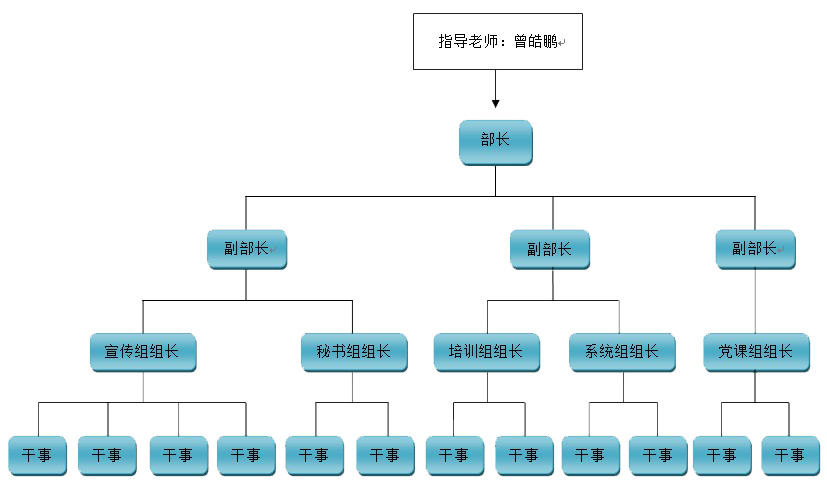 指导老师：曾皓鹏
部长
副部长
副部长
副部长
宣传组组长
秘书组组长
培训组组长
系统组组长
党课组组长
干事
干事
干事
干事
干事
干事
干事
干事
干事
干事
干事
干事